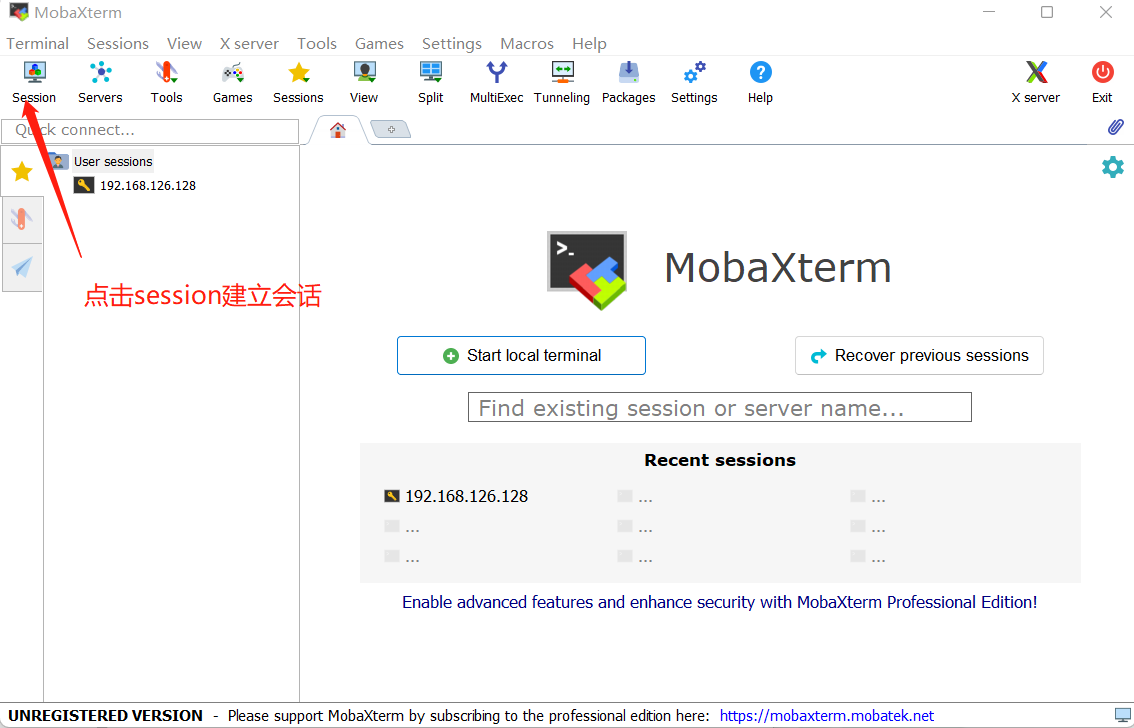 MobaXterm
Terminal Sessions View X server Tools Games Settings Macros Help
Session Servers Tools Games Sessions View Split MultiExec Tunneling Packages Settings Help X server Exit
Quick connect...
User sessions
192.168.126.128
点击session建立会话
>_
MobaXterm
Start local terminal
Recover previous sessions
Find existing session or server name...
Recent sessions
192.168.126.128 ... ...
... ... ...
... ... ...
Enable advanced features and enhance security with MobaXterm Professional Edition!
UNREGISTERED VERSION - Please support MobaXterm by subscribing to the professional edition here: https://mobaxterm.mobatek.net